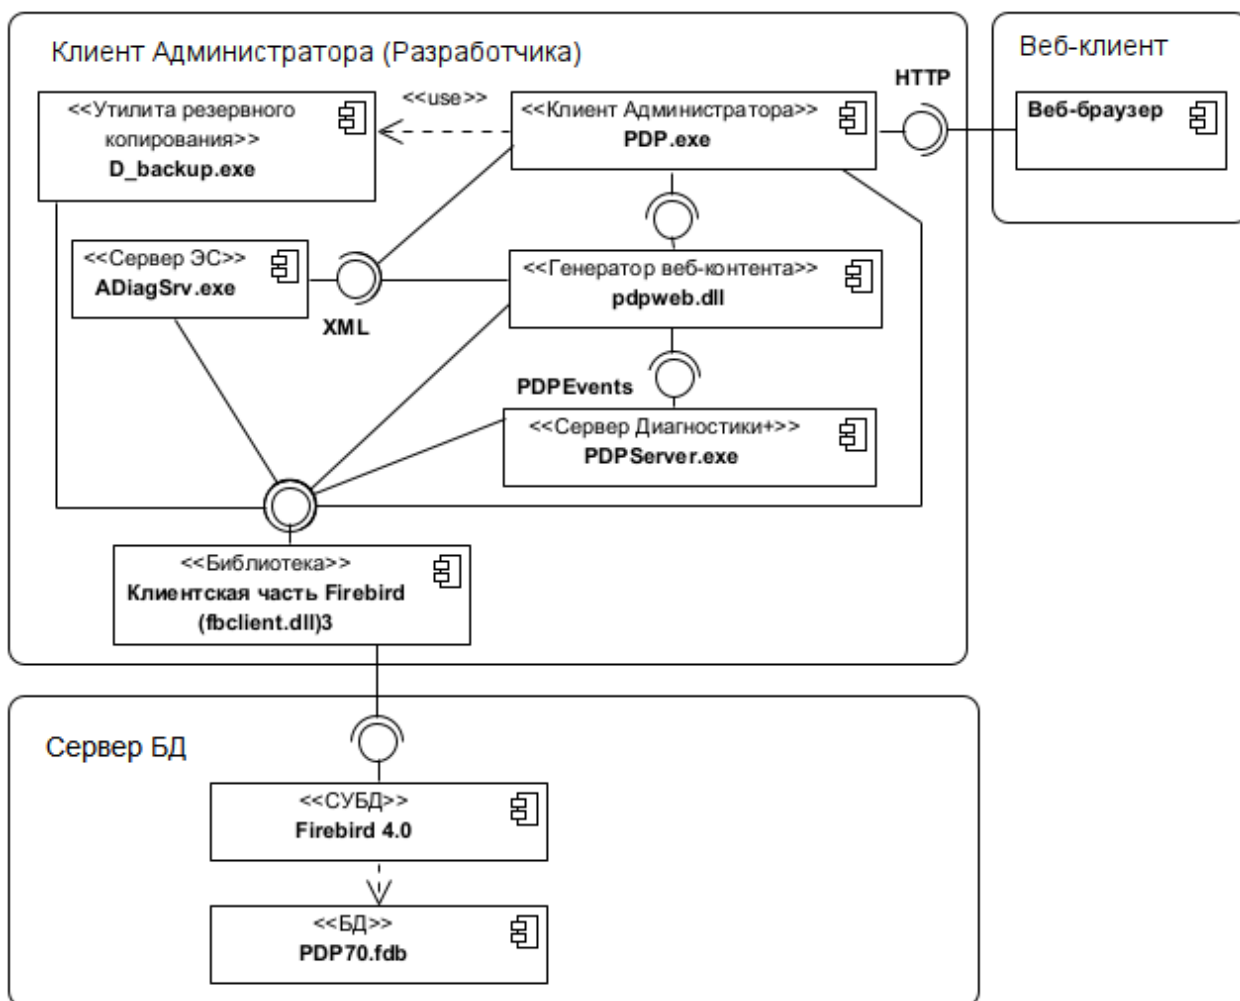 Клиент Администратора (Разработчика)
Веб-клиент
<<Утилита резервного
копирования>>
D_backup.exe
<<use>>
<<Клиент Администратора>>
PDP.exe
HTTP
Веб-браузер
<<Сервер ЭС>>
ADiagSrv.exe
XML
<<Генератор веб-контента>>
pdpweb.dll
PDPEvents
<<Сервер Диагностики+>>
PDPServer.exe
<<Библиотека>>
Клиентская часть Firebird
(fbclient.dll)3
Сервер БД
<<СУБД>>
Firebird 4.0
<<БД>>
PDP70.fdb